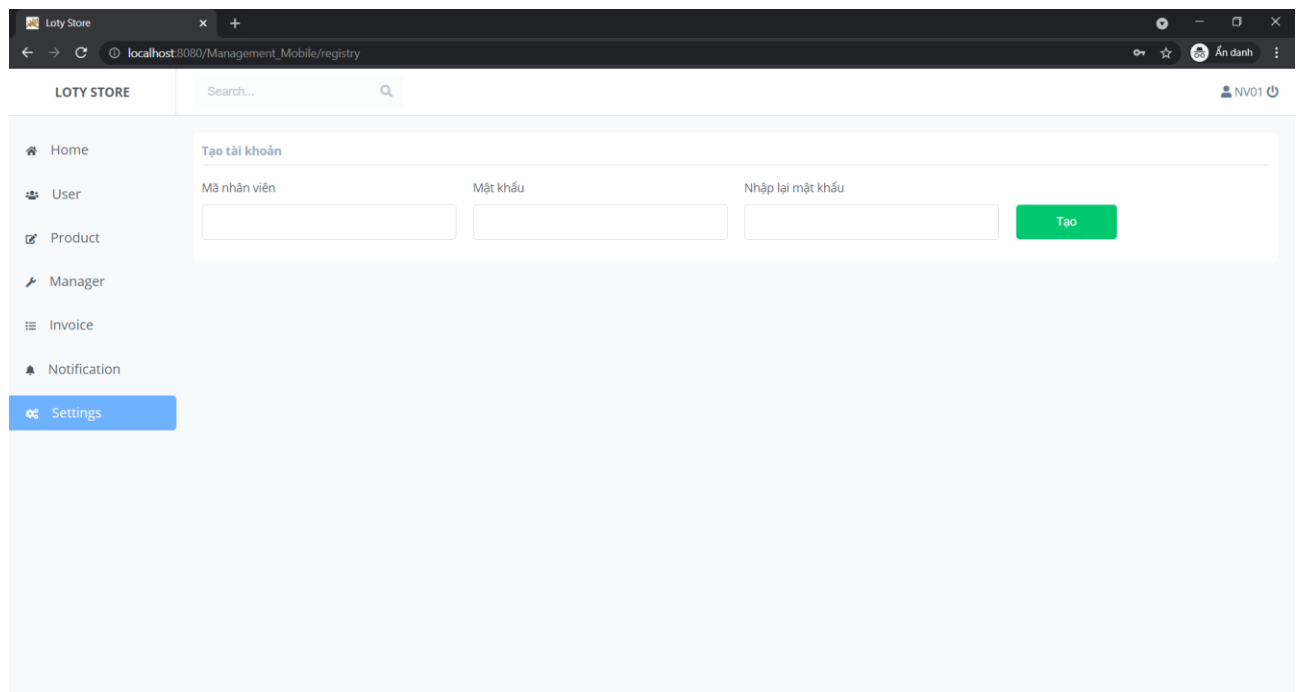 Loty Store
localhost:8080/Management_Mobile/registry
Ẩn danh
LOTY STORE
Search...
NV01
Home
User
Product
Manager
Invoice
Notification
Settings
Tạo tài khoản
Mã nhân viên
Mật khẩu
Nhập lại mật khẩu
Tạo